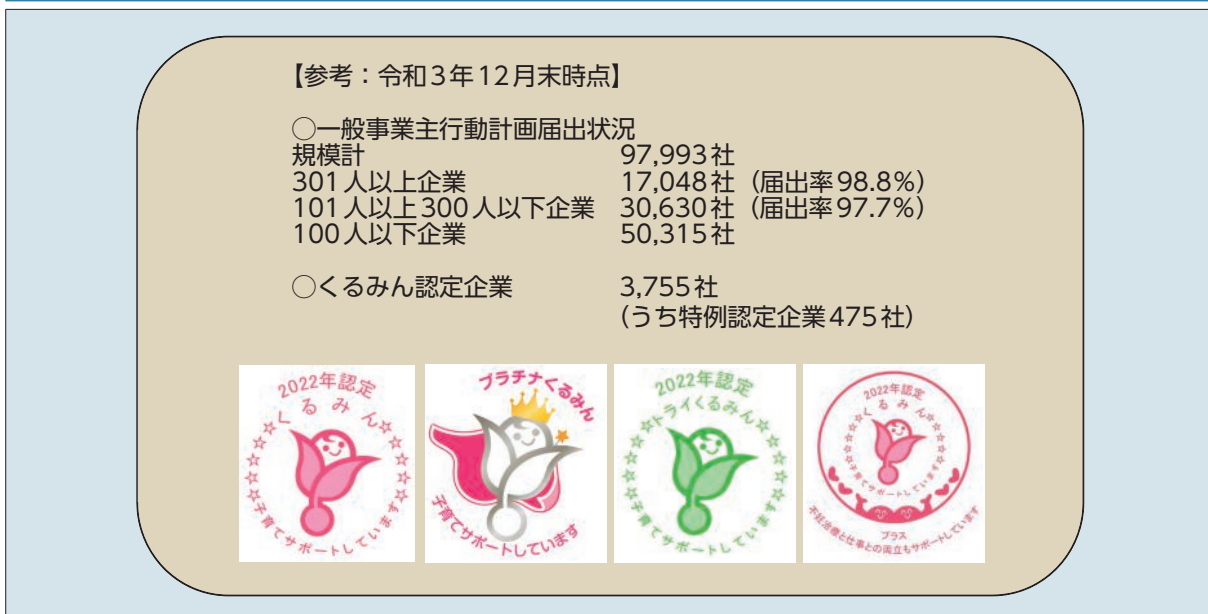 【参考：令和3年12月末時点】
○一般事業主行動計画届出状況
規模計 97,993社
301人以上企業 17,048社（届出率98.8%）
101人以上300人以下企業 30,630社（届出率97.7%）
100人以下企業 50,315社
○くるみん認定企業 3,755社
（うち特例認定企業475社）
2022年認定
くるみん
☆☆☆☆☆子育てサポートしています☆☆☆☆☆
プラチナくるみん
子育てサポートしています
2022年認定
トライくるみん
☆☆☆☆☆子育てサポートしています☆☆☆☆☆
2022年認定
くるみん
☆☆☆☆☆子育てサポートしています☆☆☆☆☆
プラス
不妊治療と仕事との両立もサポートしています